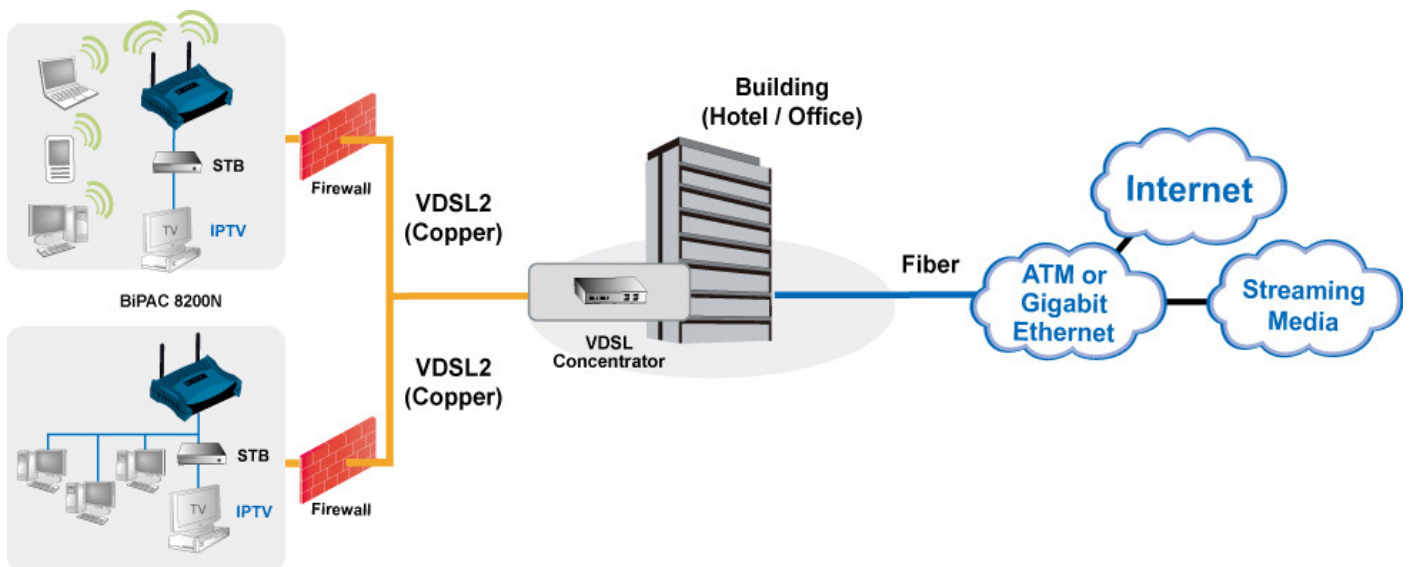 STB
TV
IPTV
Firewall
BiPAC 8200N
STB
TV
IPTV
Firewall
VDSL2
(Copper)
VDSL2
(Copper)
Building
(Hotel / Office)
VDSL
Concentrator
Fiber
Internet
ATM or
Gigabit
Ethernet
Streaming
Media